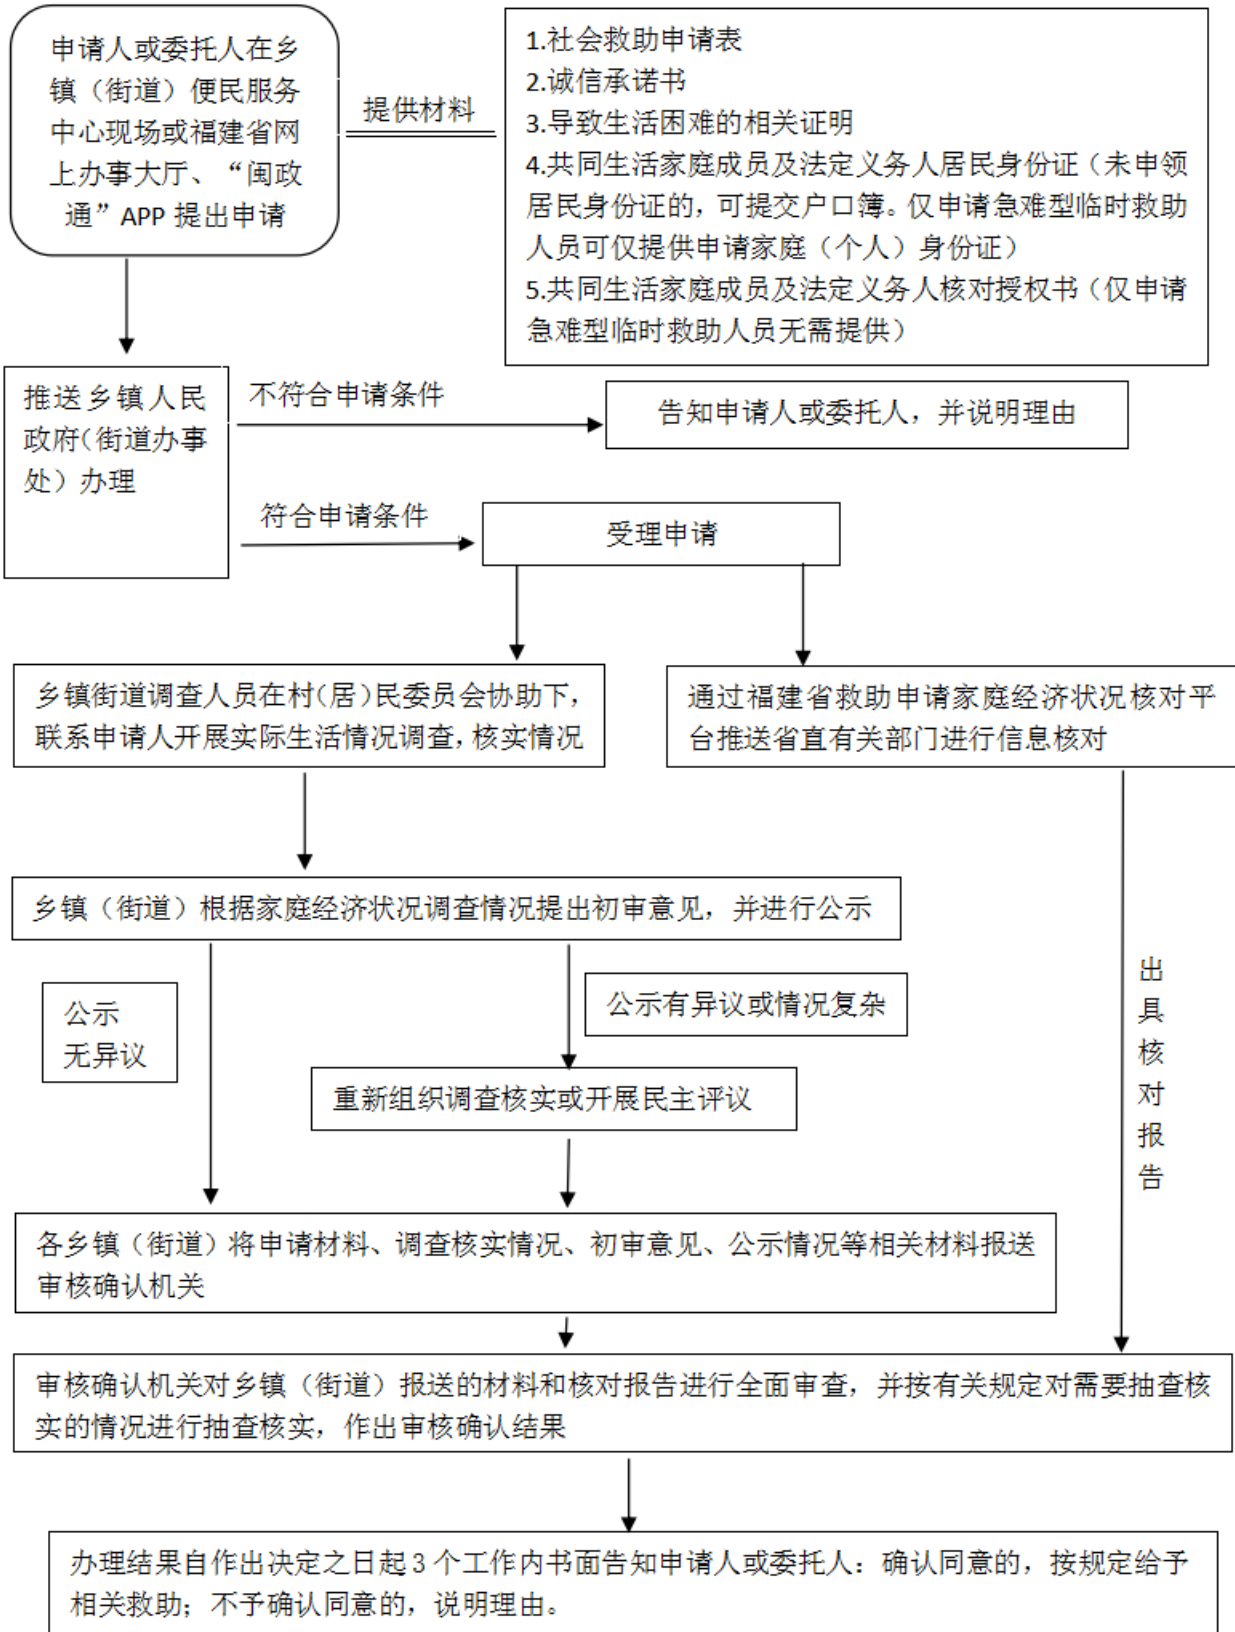 申请人或委托人在乡
镇（街道）便民服务
中心现场或福建省网
上办事大厅、“闽政
通”APP 提出申请
提供材料
1.社会救助申请表
2.诚信承诺书
3.导致生活困难的相关证明
4.共同生活家庭成员及法定义务人居民身份证（未申领
居民身份证的，可提交户口簿。仅申请急难型临时救助
人员可仅提供申请家庭（个人）身份证）
5.共同生活家庭成员及法定义务人核对授权书（仅申请
急难型临时救助人员无需提供）
推送乡镇人民
政府（街道办事
处）办理
不符合申请条件
告知申请人或委托人，并说明理由
符合申请条件
受理申请
乡镇街道调查人员在村（居）民委员会协助下，
联系申请人开展实际生活情况调查，核实情况
通过福建省救助申请家庭经济状况核对平
台推送省直有关部门进行信息核对
乡镇（街道）根据家庭经济状况调查情况提出初审意见，并进行公示
公示
无异议
公示有异议或情况复杂
出具核对报告
重新组织调查核实或开展民主评议
各乡镇（街道）将申请材料、调查核实情况、初审意见、公示情况等相关材料报送
审核确认机关
审核确认机关对乡镇（街道）报送的材料和核对报告进行全面审查，并按有关规定对需要抽查核
实的情况进行抽查核实，作出审核确认结果
办理结果自作出决定之日起 3 个工作内书面告知申请人或委托人：确认同意的，按规定给予
相关救助；不予确认同意的，说明理由。